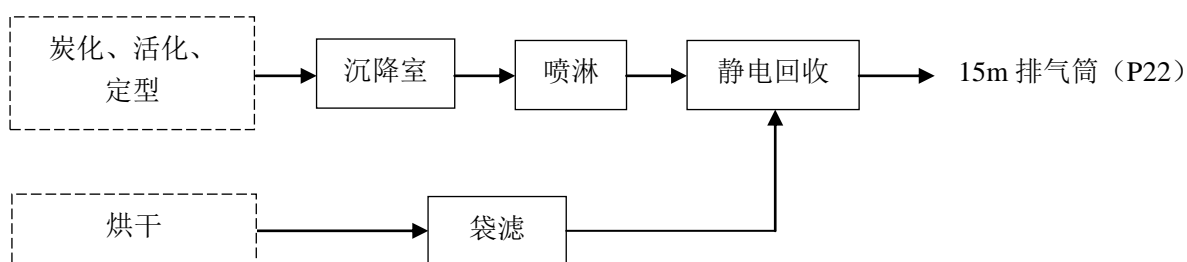 炭化、活化、
定型
沉降室
喷淋
静电回收
15m 排气筒（P22）
烘干
袋滤